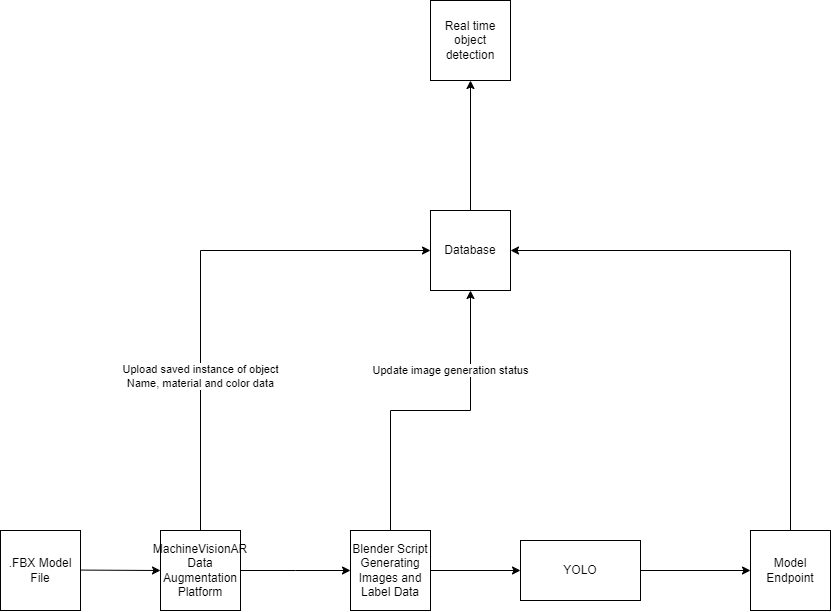 Real time
object
detection
Database
Upload saved instance of object
Name, material and color data
Update image generation status
.FBX Model
File
MachineVisionAR
Data
Augmentation
Platform
Blender Script
Generating
Images and
Label Data
YOLO
Model
Endpoint